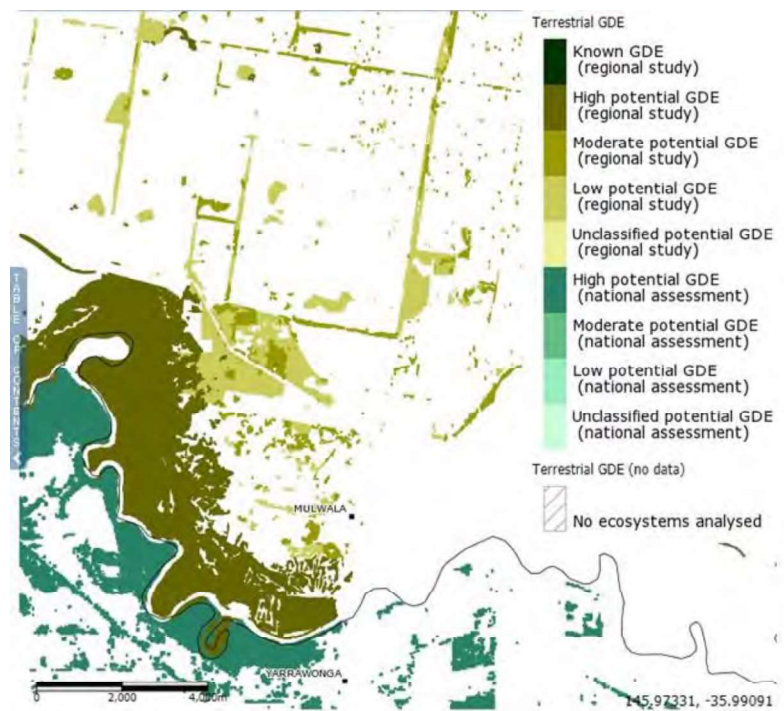 Terrestrial GDE
Known GDE
(regional study)
High potential GDE
(regional study)
Moderate potential GDE
(regional study)
Low potential GDE
(regional study)
Unclassified potential GDE
(regional study)
High potential GDE
(national assessment)
Moderate potential GDE
(national assessment)
Low potential GDE
(national assessment)
Unclassified potential GDE
(national assessment)
Terrestrial GDE (no data)
No ecosystems analysed
TABLE OF CONTENTS
MULWALA
YARRAWONGA
0 2,000 4,000m
145.97331, -35.99091